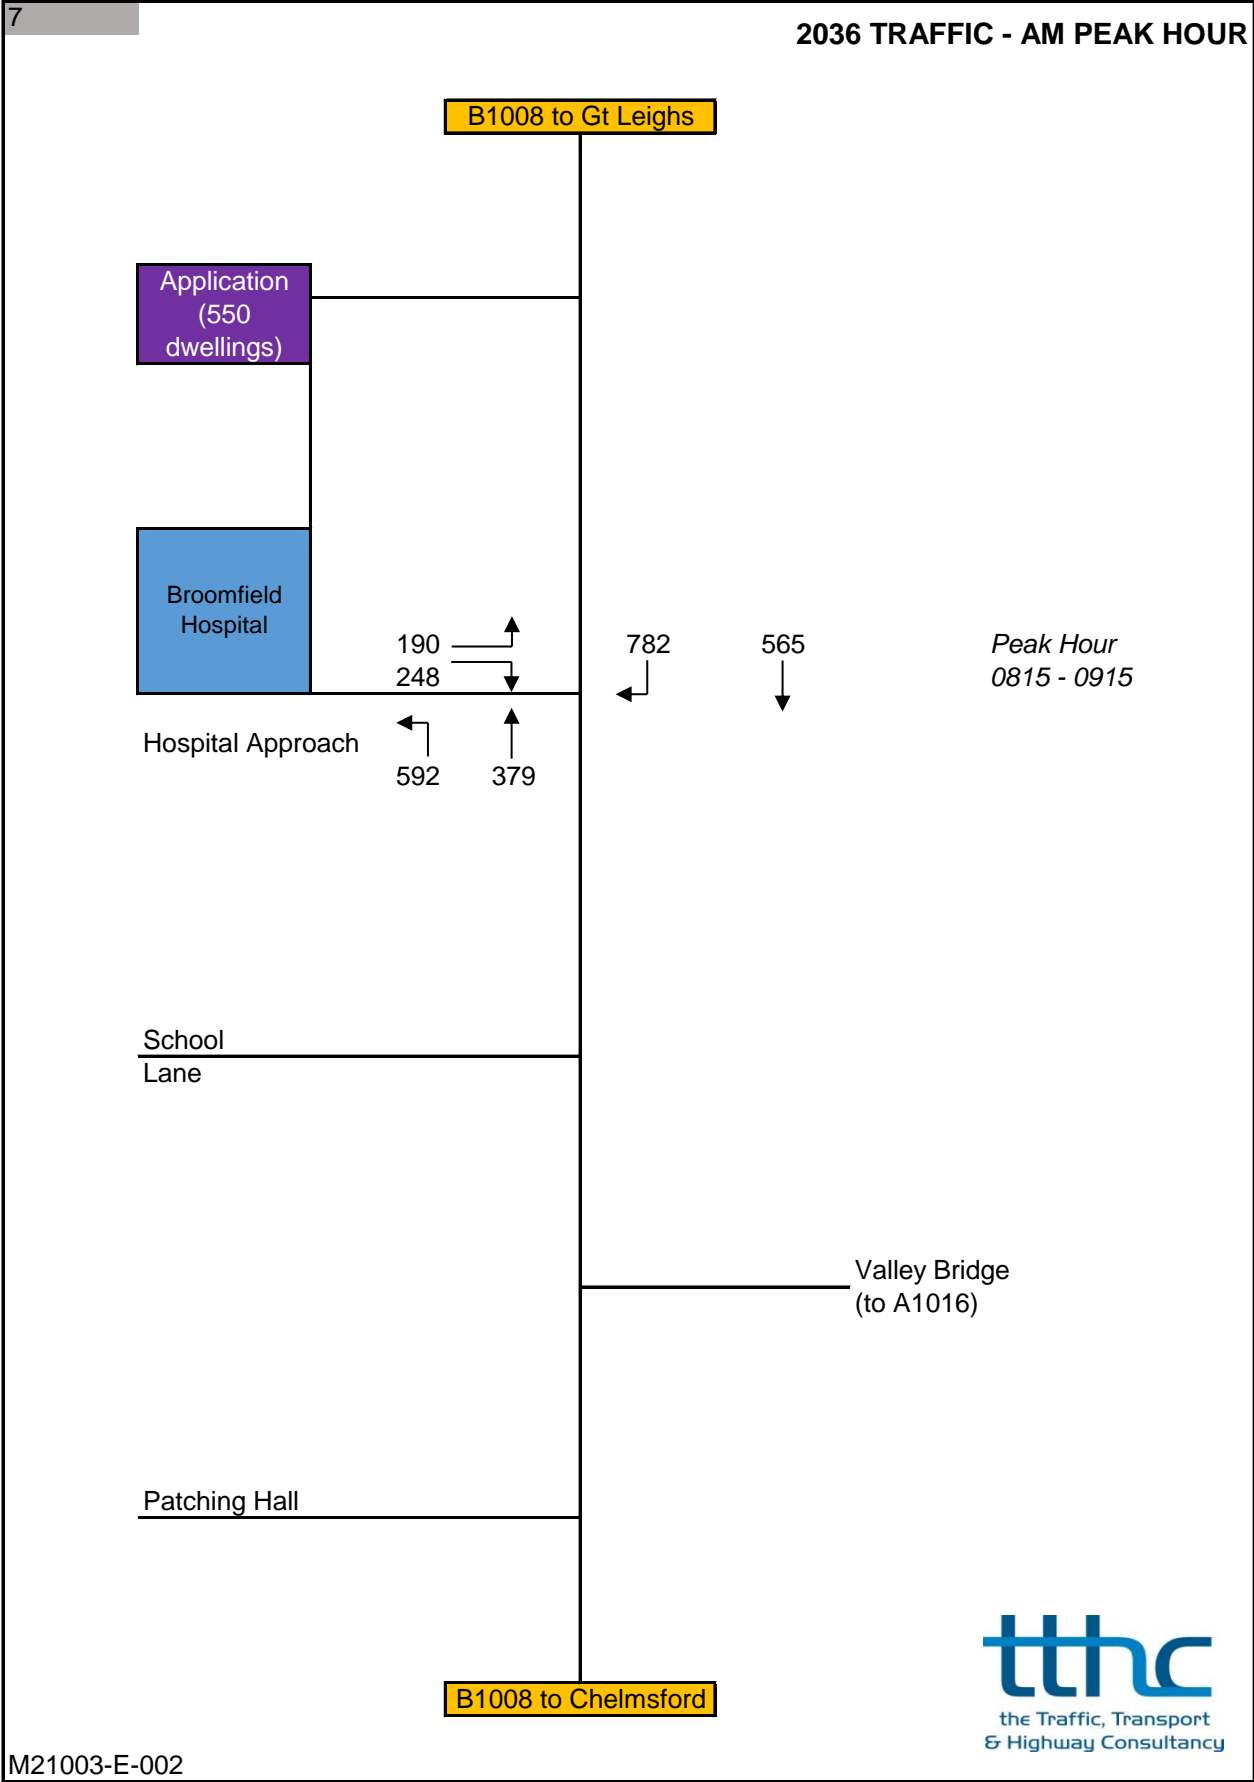 7
2036 TRAFFIC - AM PEAK HOUR
B1008 to Gt Leighs
Application
(550
dwellings)
Broomfield
Hospital
190
248
782
565
Peak Hour
0815 - 0915
Hospital Approach
592
379
School
Lane
Valley Bridge
(to A1016)
Patching Hall
B1008 to Chelmsford
tthc
the Traffic, Transport
& Highway Consultancy
M21003-E-002